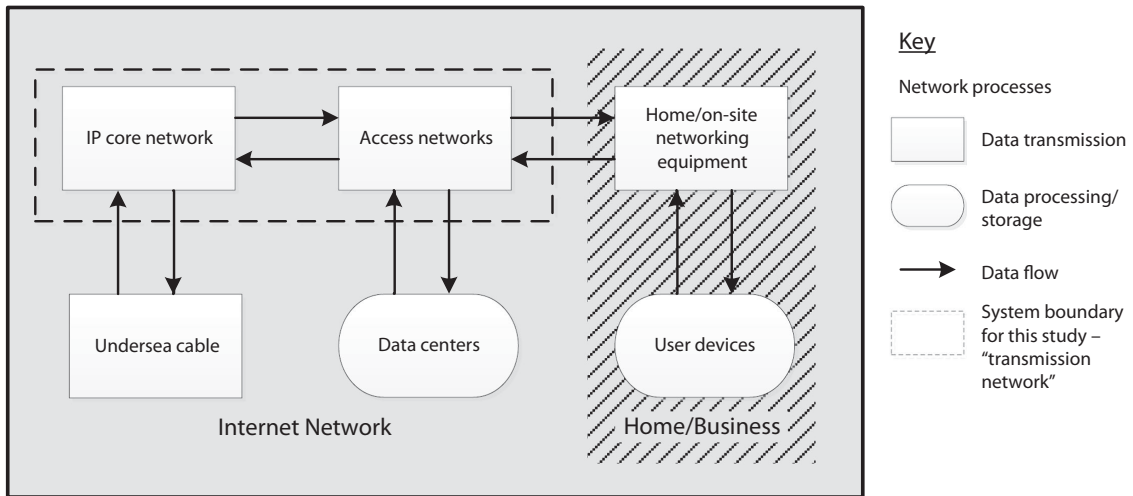 IP core network
Access networks
Home/on-site
networking
equipment
Undersea cable
Data centers
User devices
Internet Network
Home/Business
Key
Network processes
Data transmission
Data processing/
storage
Data flow
System boundary
for this study –
“transmission
network”